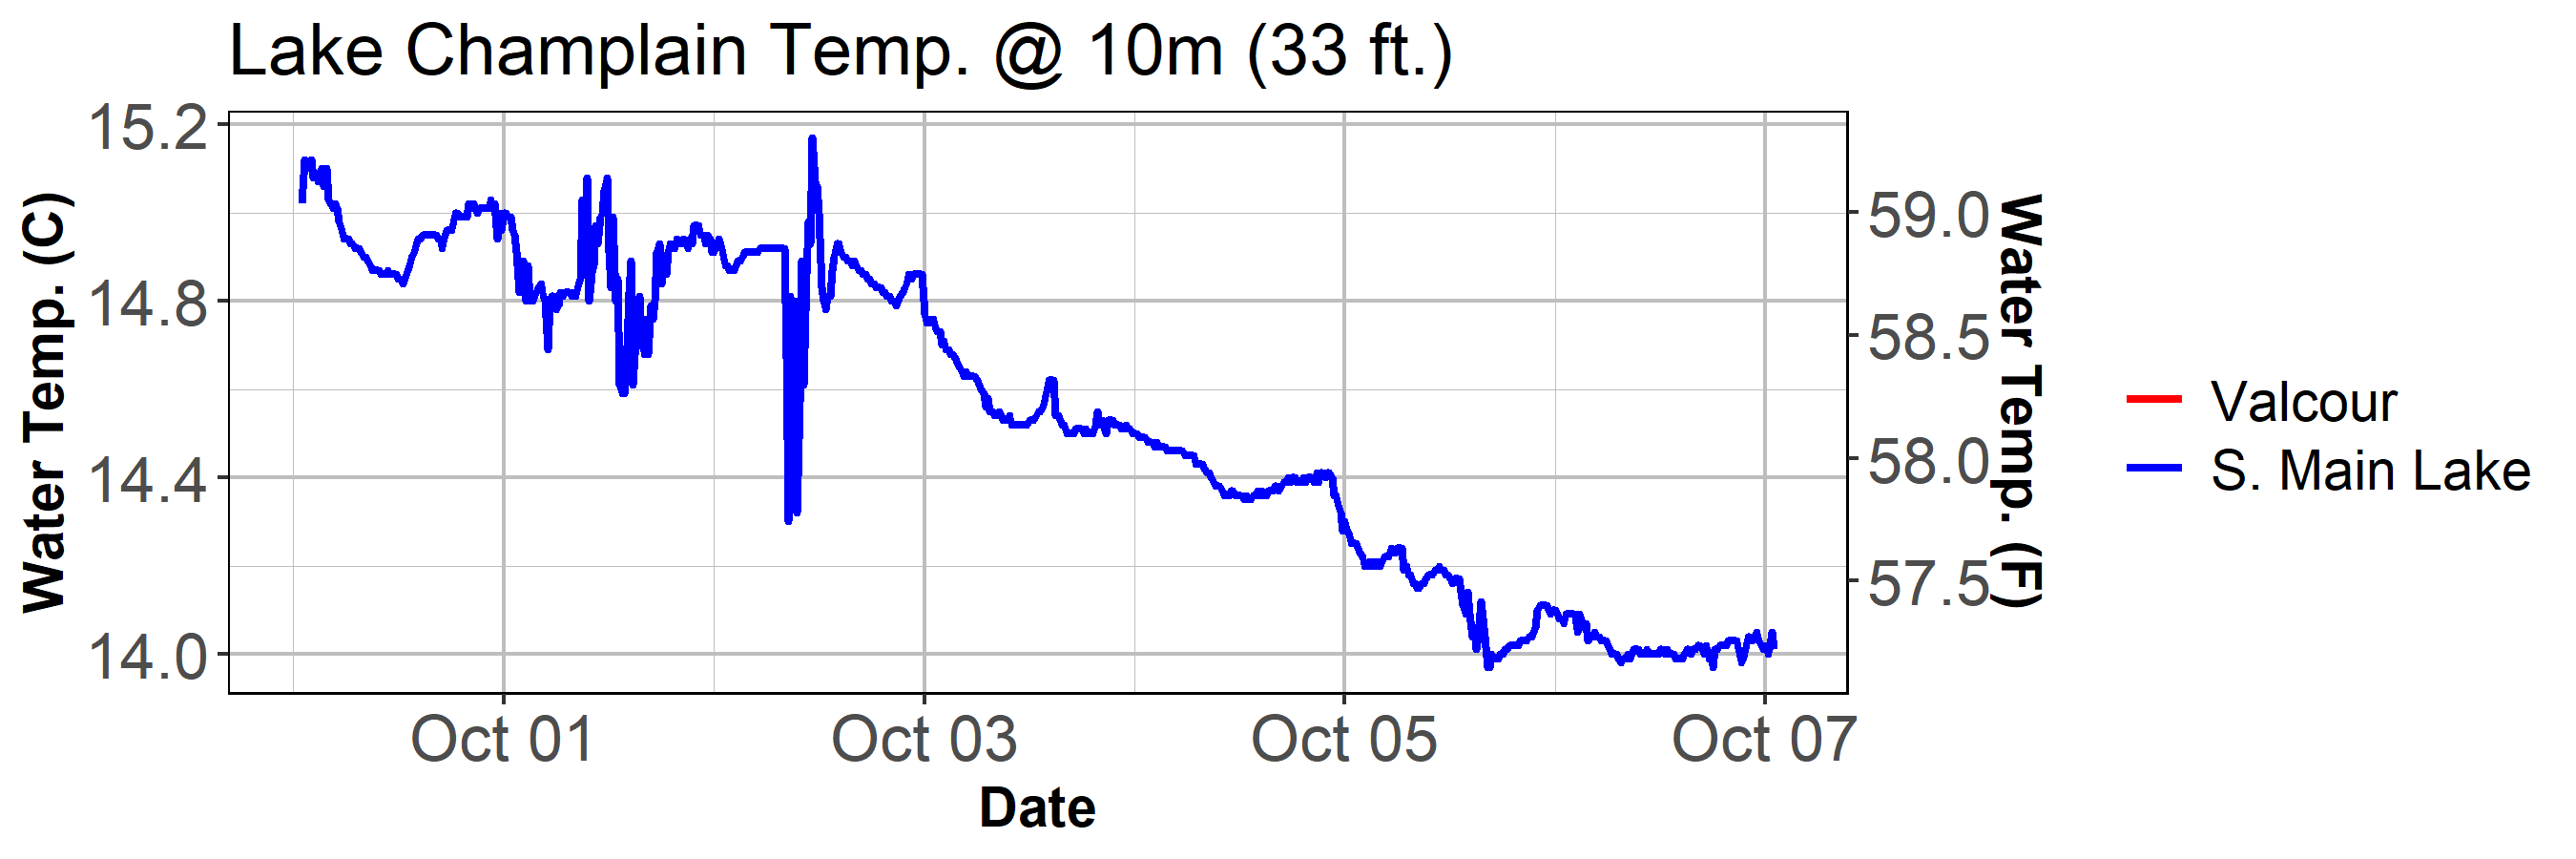 Lake Champlain Temp. @ 10m (33 ft.)
Water Temp. (C)
15.2
14.8
14.4
14.0
59.0
58.5
58.0
57.5
Water Temp. (F)
Oct 01
Oct 03
Oct 05
Oct 07
Date
Valcour
S. Main Lake